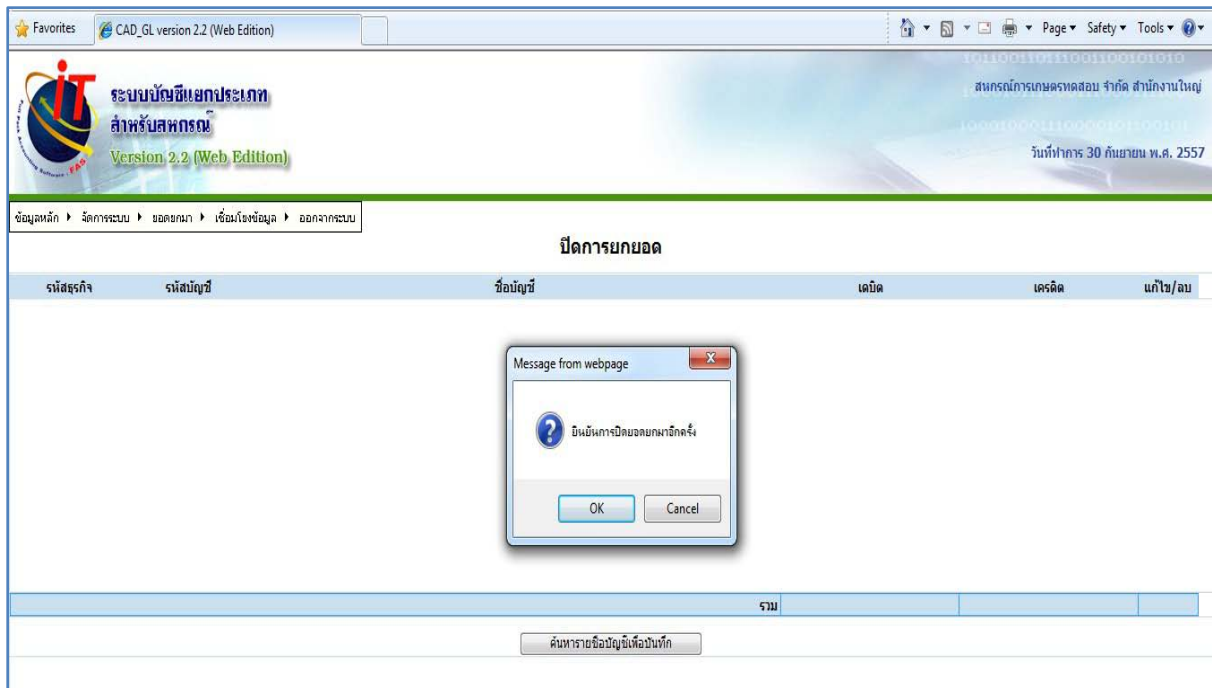 Favorites CAD_GL version 2.2 (Web Edition) Page Safety Tools
iT
ระบบบัญชีแยกประเภท
สำหรับสหกรณ์
Version 2.2 (Web Edition)
FAS
สหกรณ์การเกษตรทดสอบ จำกัด สำนักงานใหญ่
วันที่ทำการ 30 กันยายน พ.ศ. 2557
ข้อมูลหลัก จัดการระบบ ยอดยกมา เชื่อมโยงข้อมูล ออกจากระบบ
ปิดการยกยอด
รหัสธุรกิจ รหัสบัญชี ชื่อบัญชี เดบิต เครดิต แก้ไข/ลบ
Message from webpage
ยืนยันการปิดยอดยกมาอีกครั้ง
OK Cancel
รวม
ค้นหารายชื่อบัญชีเพื่อบันทึก